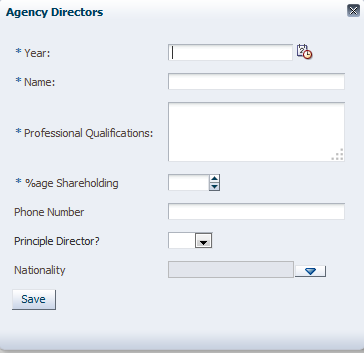 Agency Directors
* Year:
* Name:
* Professional Qualifications:
* %age Shareholding
Phone Number
Principle Director?
Nationality
Save